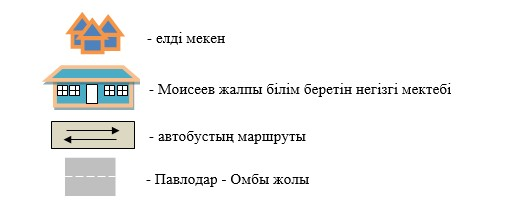 - елді мекен
- Моисеев жалпы білім беретін негізгі мектебі
- автобустың маршруты
- Павлодар - Омбы жолы